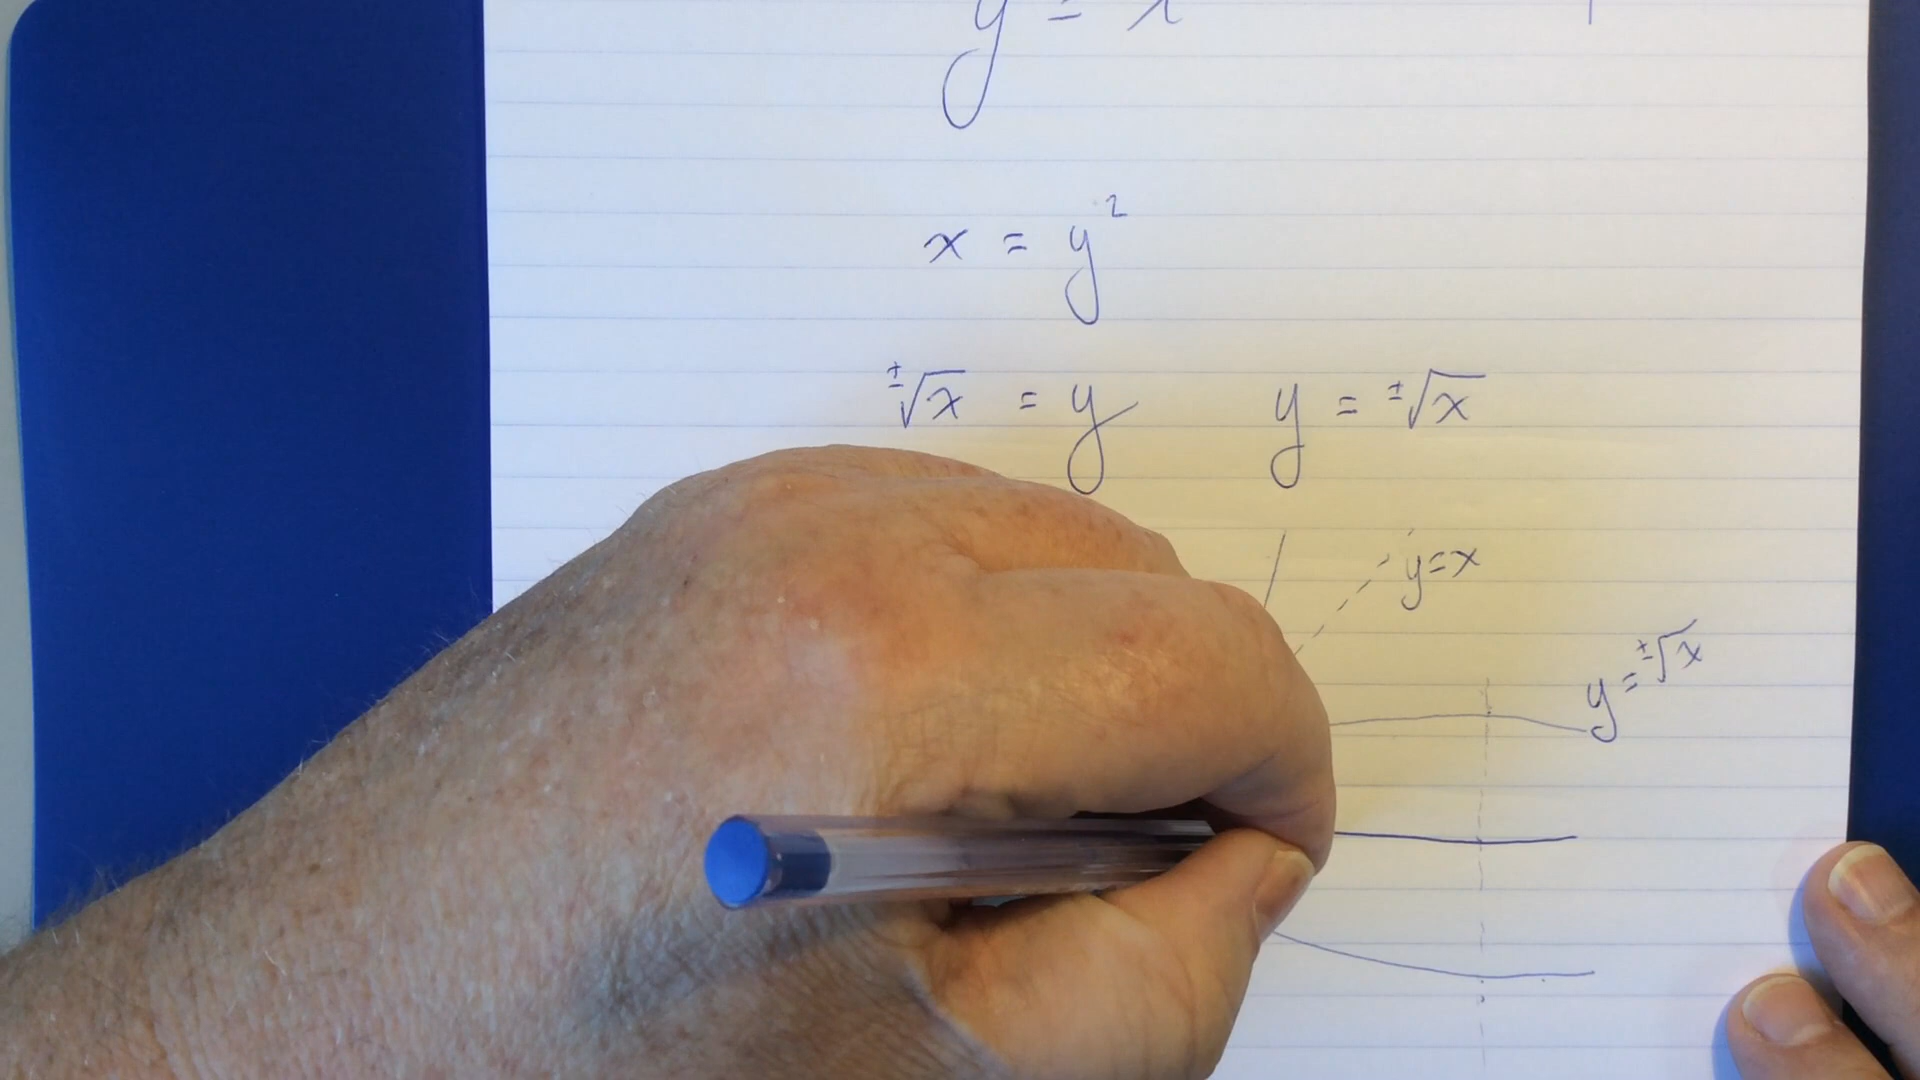 y = x
x = y²
±√x = y    y = ±√x
y=x
y=±√x